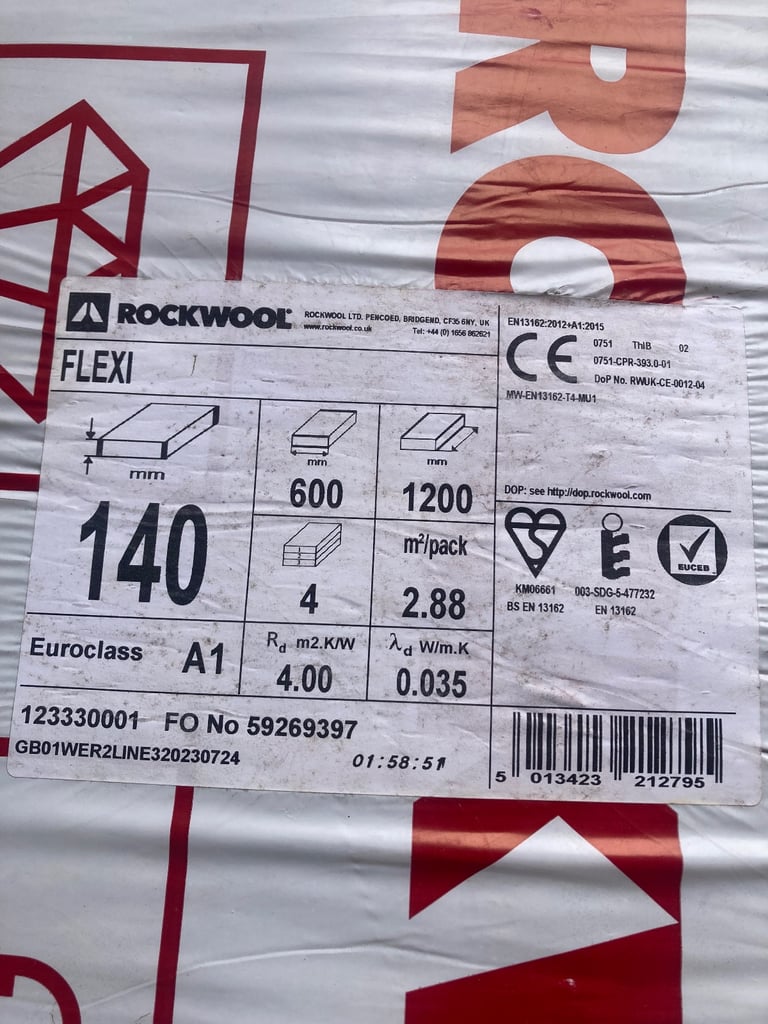 ROCKWOOL
ROCKWOOL LTD. PENCOED, BRIDGEND, CF35 6NY, UK
www.rockwool.co.uk Tel: +44 (0) 1656 862621
FLEXI
EN13162:2012+A1:2015
CE
0751 ThIB 02
0751-CPR-393.0-01
DoP No. RWUK-CE-0012-04
MW-EN13162-T4-MU1
DOP: see http://dop.rockwool.com
mm
140
mm
600
mm
1200
4
m²/pack
2.88
KM06661
BS EN 13162
003-SDG-5-477232
EN 13162
EUCEB
Euroclass A1
Rd m2.K/W
4.00
λd W/m.K
0.035
123330001 FO No 59269397
GB01WER2LINE320230724
01:58:51
5 013423 212795